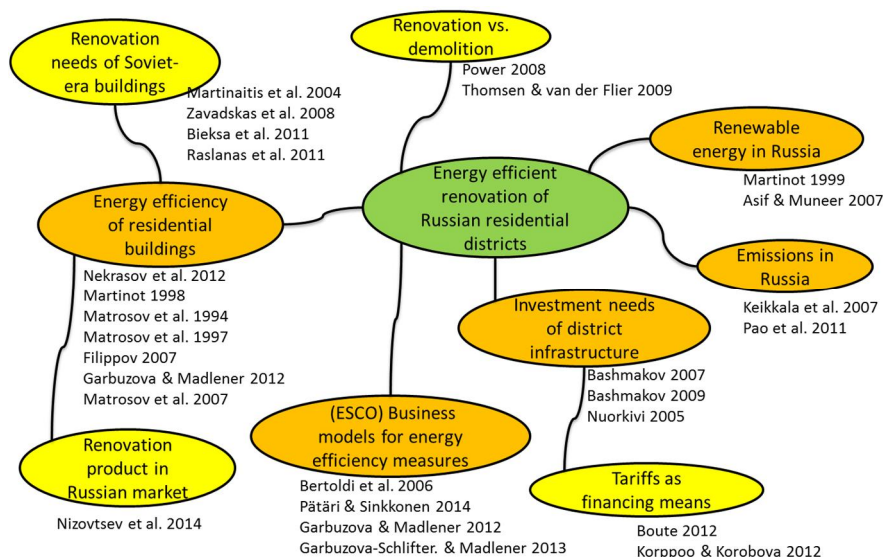 Renovation
needs of Soviet-
era buildings
Martinaitis et al. 2004
Zavadskas et al. 2008
Bieksa et al. 2011
Raslanas et al. 2011
Renovation vs.
demolition
Power 2008
Thomsen & van der Flier 2009
Renewable
energy in Russia
Martinot 1999
Asif & Muneer 2007
Energy efficient
renovation of
Russian residential
districts
Energy efficiency
of residential
buildings
Nekrasov et al. 2012
Martinot 1998
Matrosov et al. 1994
Matrosov et al. 1997
Filippov 2007
Garbuzova & Madlener 2012
Matrosov et al. 2007
Emissions in
Russia
Keikkala et al. 2007
Pao et al. 2011
Investment needs
of district
infrastructure
Bashmakov 2007
Bashmakov 2009
Nuorkivi 2005
Renovation
product in
Russian market
Nizovtsev et al. 2014
(ESCO) Business
models for energy
efficiency measures
Bertoldi et al. 2006
Pätäri & Sinkkonen 2014
Garbuzova & Madlener 2012
Garbuzova-Schlifter. & Madlener 2013
Tariffs as
financing means
Boute 2012
Korppoo & Korobova 2012